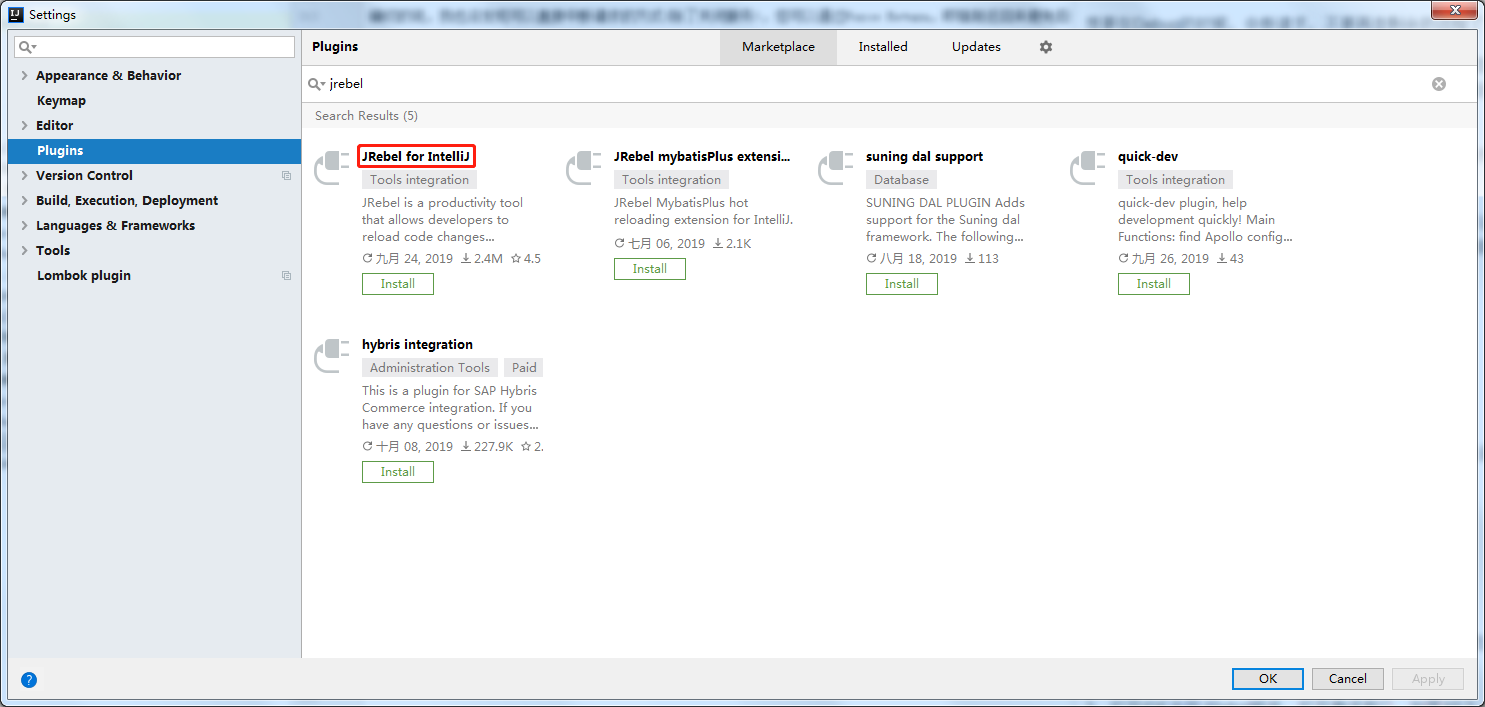 Settings
Plugins
Marketplace
Installed
Updates
jrebel
Search Results (5)
Appearance & Behavior
Keymap
Editor
Plugins
Version Control
Build, Execution, Deployment
Languages & Frameworks
Tools
Lombok plugin
JRebel for IntelliJ
Tools integration
JRebel is a productivity tool
that allows developers to
reload code changes...
九月 24, 2019 2.4M 4.5
Install
JRebel mybatisPlus extensi...
Tools integration
JRebel MybatisPlus hot
reloading extension for IntelliJ.
七月 06, 2019 2.1K
Install
suning dal support
Database
SUNING DAL PLUGIN Adds
support for the Suning dal
framework. The following...
八月 18, 2019 113
Install
quick-dev
Tools integration
quick-dev plugin, help
development quickly! Main
Functions: find Apollo config...
九月 26, 2019 43
Install
hybris integration
Administration Tools Paid
This is a plugin for SAP Hybris
Commerce integration. If you
have any questions or issues...
十月 08, 2019 227.9K 2.
Install
?
OK
Cancel
Apply